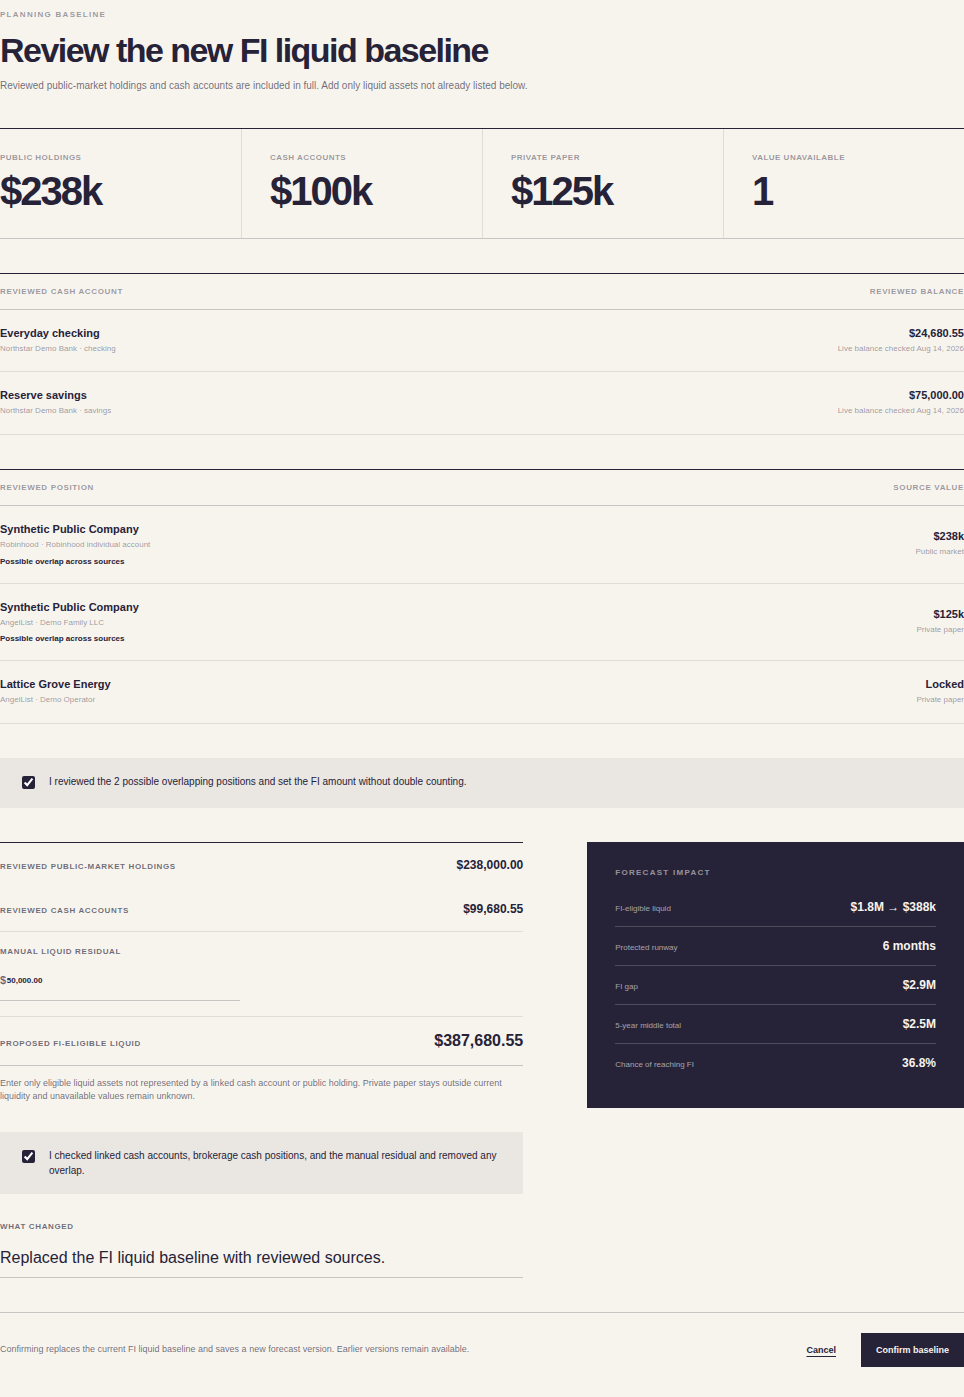 PLANNING BASELINE
Review the new FI liquid baseline
Reviewed public-market holdings and cash accounts are included in full. Add only liquid assets not already listed below.
PUBLIC HOLDINGS
$238k
CASH ACCOUNTS
$100k
PRIVATE PAPER
$125k
VALUE UNAVAILABLE
1
REVIEWED CASH ACCOUNT
REVIEWED BALANCE
Everyday checking
Northstar Demo Bank · checking
$24,680.55
Live balance checked Aug 14, 2026
Reserve savings
Northstar Demo Bank · savings
$75,000.00
Live balance checked Aug 14, 2026
REVIEWED POSITION
SOURCE VALUE
Synthetic Public Company
Robinhood · Robinhood individual account
Possible overlap across sources
$238k
Public market
Synthetic Public Company
AngelList · Demo Family LLC
Possible overlap across sources
$125k
Private paper
Lattice Grove Energy
AngelList · Demo Operator
Locked
Private paper
I reviewed the 2 possible overlapping positions and set the FI amount without double counting.
REVIEWED PUBLIC-MARKET HOLDINGS
$238,000.00
REVIEWED CASH ACCOUNTS
$99,680.55
MANUAL LIQUID RESIDUAL
$50,000.00
PROPOSED FI-ELIGIBLE LIQUID
$387,680.55
Enter only eligible liquid assets not represented by a linked cash account or public holding. Private paper stays outside current
liquidity and unavailable values remain unknown.
I checked linked cash accounts, brokerage cash positions, and the manual residual and removed any
overlap.
WHAT CHANGED
Replaced the FI liquid baseline with reviewed sources.
FORECAST IMPACT
FI-eligible liquid
$1.8M → $388k
Protected runway
6 months
FI gap
$2.9M
5-year middle total
$2.5M
Chance of reaching FI
36.8%
Confirming replaces the current FI liquid baseline and saves a new forecast version. Earlier versions remain available.
Cancel
Confirm baseline